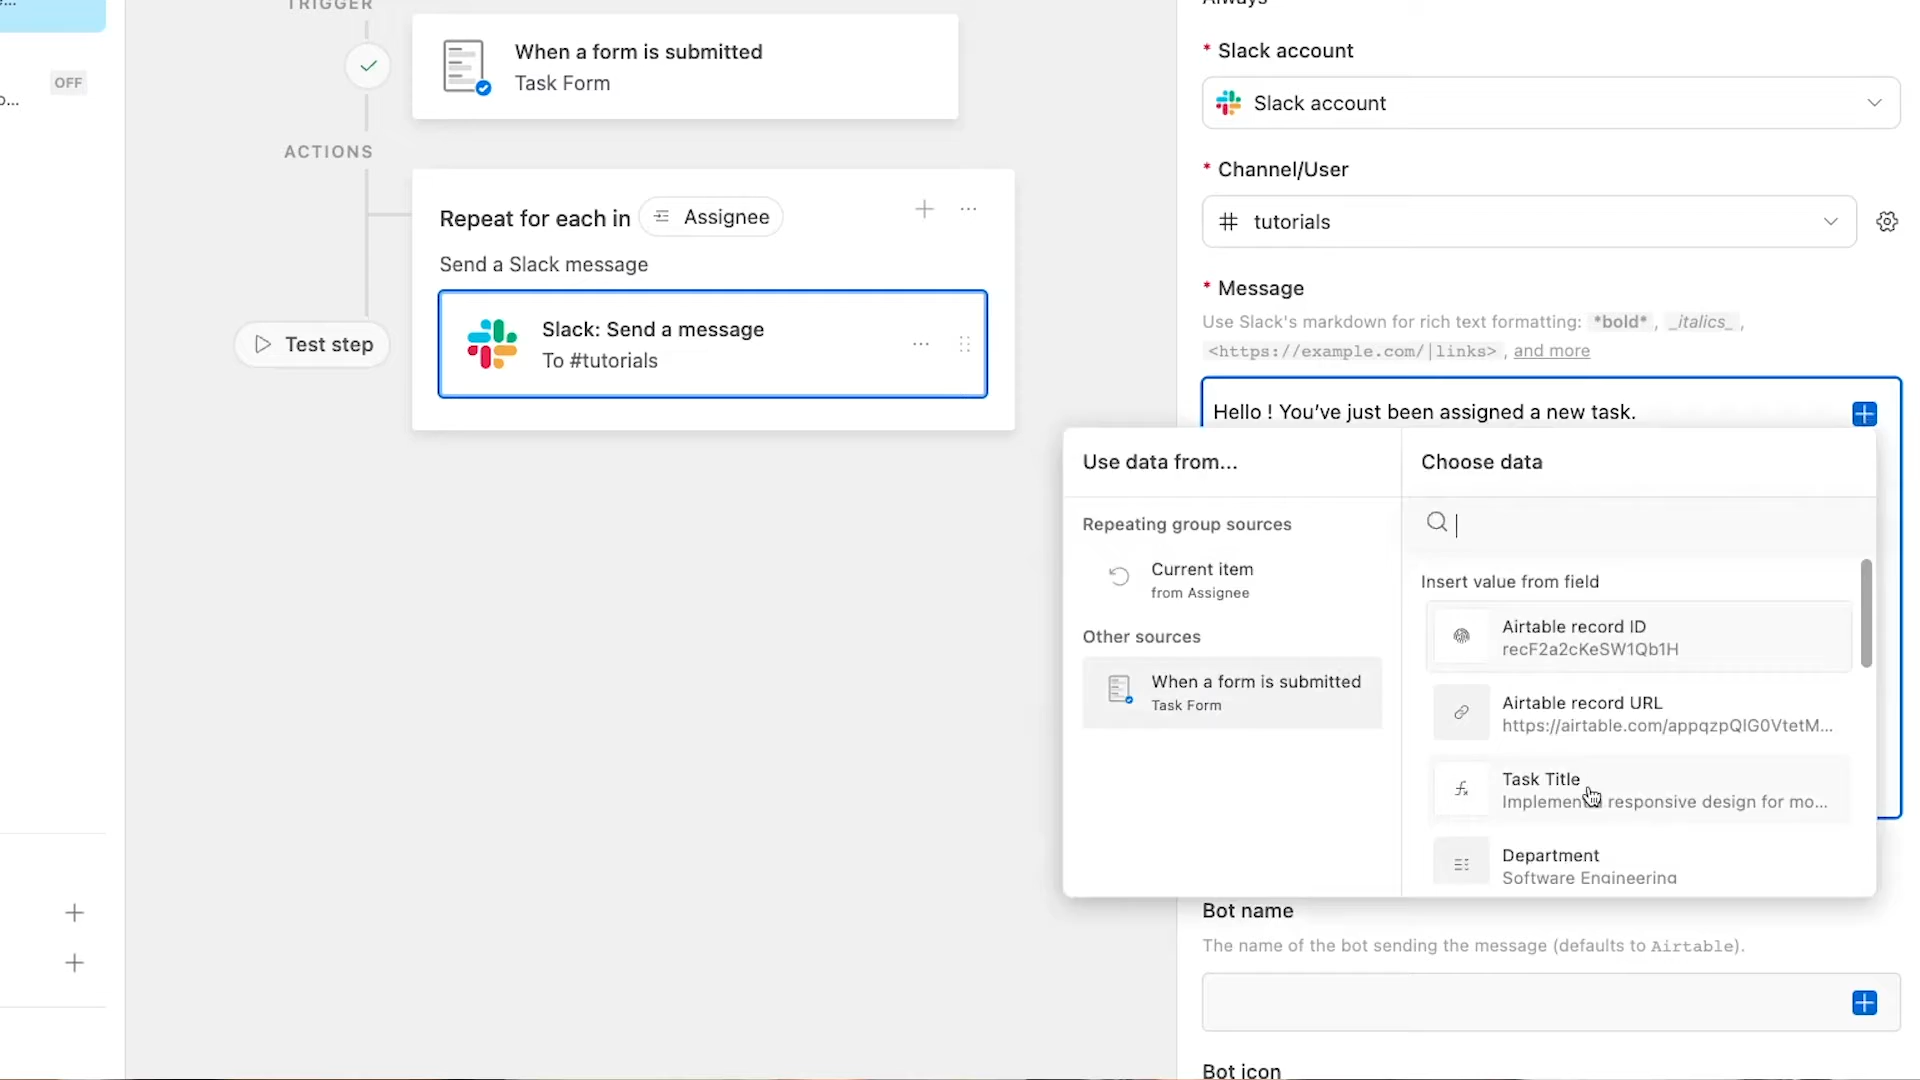 ...
OFF
o...
TRIGGER
When a form is submitted
Task Form
ACTIONS
Repeat for each in Assignee
Send a Slack message
Slack: Send a message
To #tutorials
Test step
Always
* Slack account
Slack account
* Channel/User
# tutorials
* Message
Use Slack's markdown for rich text formatting: *bold* , _italics_ ,
<https://example.com/|links> , and more
Hello ! You’ve just been assigned a new task.
Use data from...
Repeating group sources
Current item
from Assignee
Other sources
When a form is submitted
Task Form
Choose data
Insert value from field
Airtable record ID
recF2a2cKeSW1Qb1H
Airtable record URL
https://airtable.com/appqzpQIG0VtetM...
Task Title
Implement responsive design for mo...
Department
Software Engineering
Bot name
The name of the bot sending the message (defaults to Airtable).
Bot icon